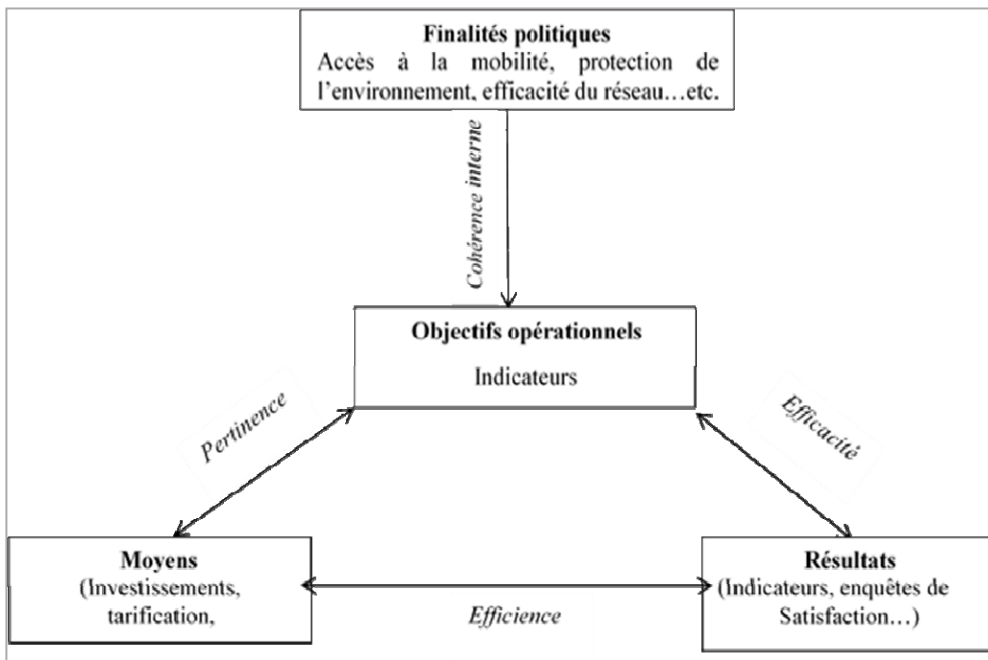 Finalités politiques
Accès à la mobilité, protection de
l'environnement, efficacité du réseau…etc.
Cohérence interne
Objectifs opérationnels
Indicateurs
Pertinence
Efficacité
Moyens
(Investissements,
tarification,
Efficience
Résultats
(Indicateurs, enquêtes de
Satisfaction…)